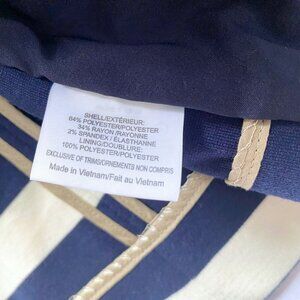 SHELL/EXTÉRIEUR:
64% POLYESTER/POLYESTER
34% RAYON /RAYONNE
2% SPANDEX / ÉLASTHANNE
LINING/DOUBLURE:
100% POLYESTER/POLYESTER
EXCLUSIVE OF TRIMS/ORNEMENTS NON COMPRIS
Made in Vietnam/Fait au Vietnam